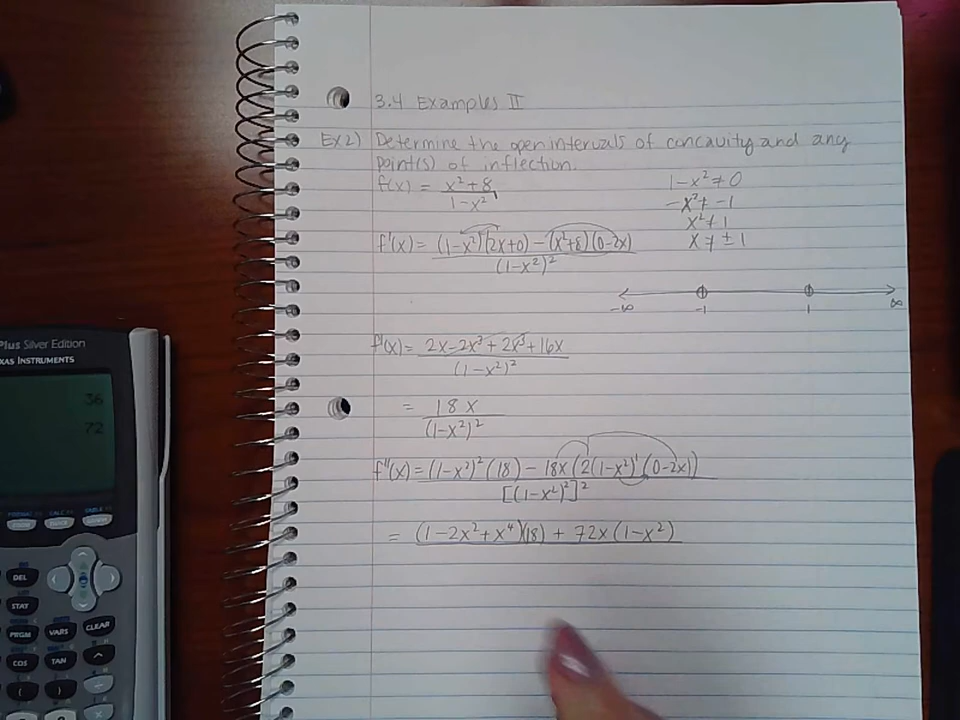 3.4 Examples II
Ex 2) Determine the open intervals of concavity and any
point(s) of inflection.
f(x) = x²+8 / 1-x²
1-x² ≠ 0
-x² ≠ -1
x² ≠ 1
x ≠ ±1
f'(x) = (1-x²)(2x+0) - (x²+8)(0-2x) / (1-x²)²
-∞ -1 1 ∞
f'(x) = 2x-2x³+2x³+16x / (1-x²)²
= 18x / (1-x²)²
f''(x) = (1-x²)²(18) - 18x(2(1-x²)¹(0-2x)) / [(1-x²)²]²
= (1-2x²+x⁴)(18) + 72x(1-x²)
Plus Silver Edition
TEXAS INSTRUMENTS
36
72
DEL
STAT
PRGM VARS CLEAR
COS TAN
( )